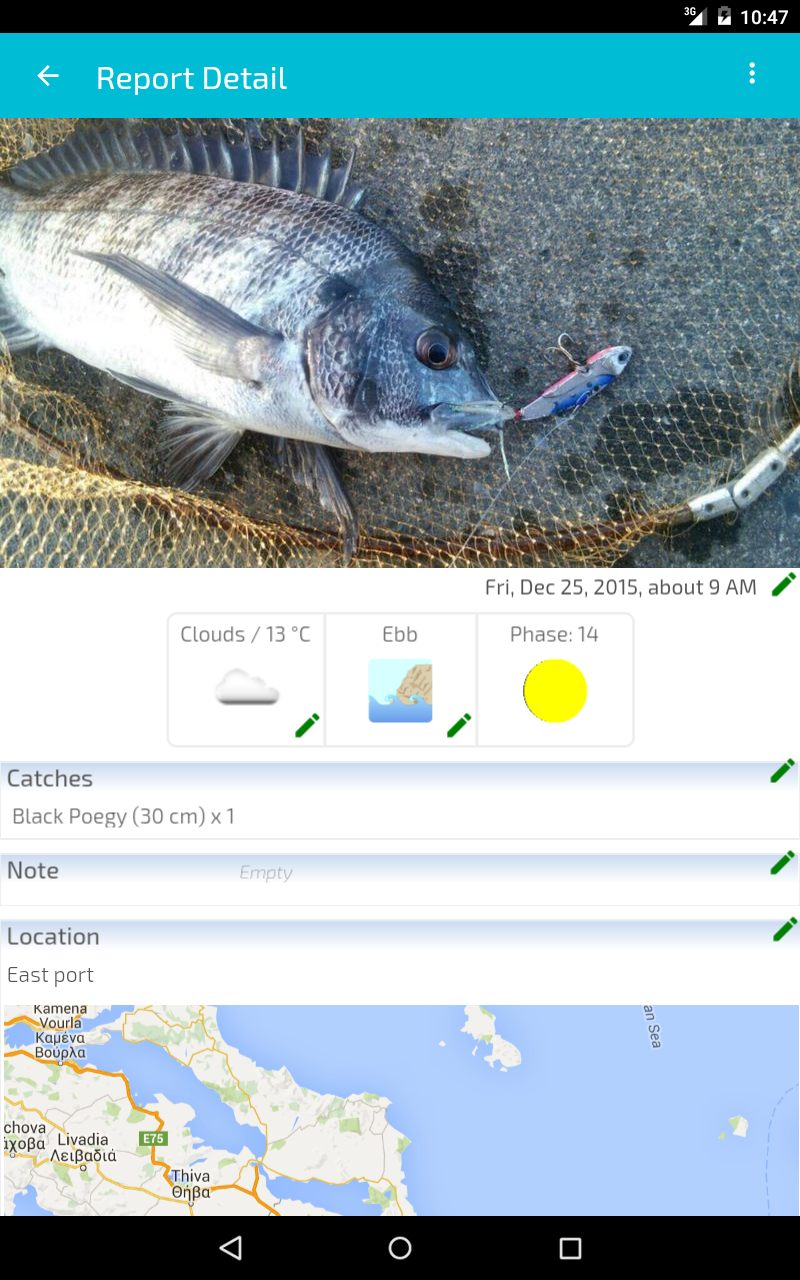 3G 10:47
Report Detail
Fri, Dec 25, 2015, about 9 AM
Clouds / 13 °C
Ebb
Phase: 14
Catches
Black Poegy (30 cm) x 1
Note
Empty
Location
East port
Kamena
Vourla
Καμένα
Βούρλα
an Sea
chova
άχοβα
Livadia
Λειβαδιά
E75
Thiva
Θήβα